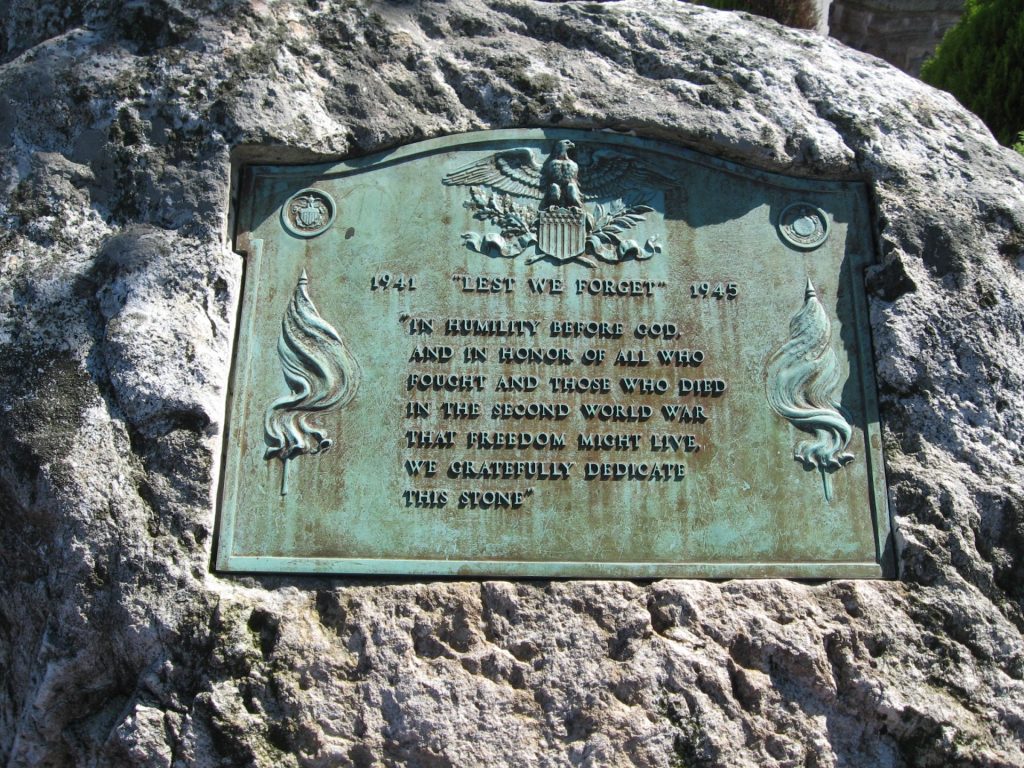 1941 "LEST WE FORGET" 1945
"IN HUMILITY BEFORE GOD,
AND IN HONOR OF ALL WHO
FOUGHT AND THOSE WHO DIED
IN THE SECOND WORLD WAR
THAT FREEDOM MIGHT LIVE,
WE GRATEFULLY DEDICATE
THIS STONE"